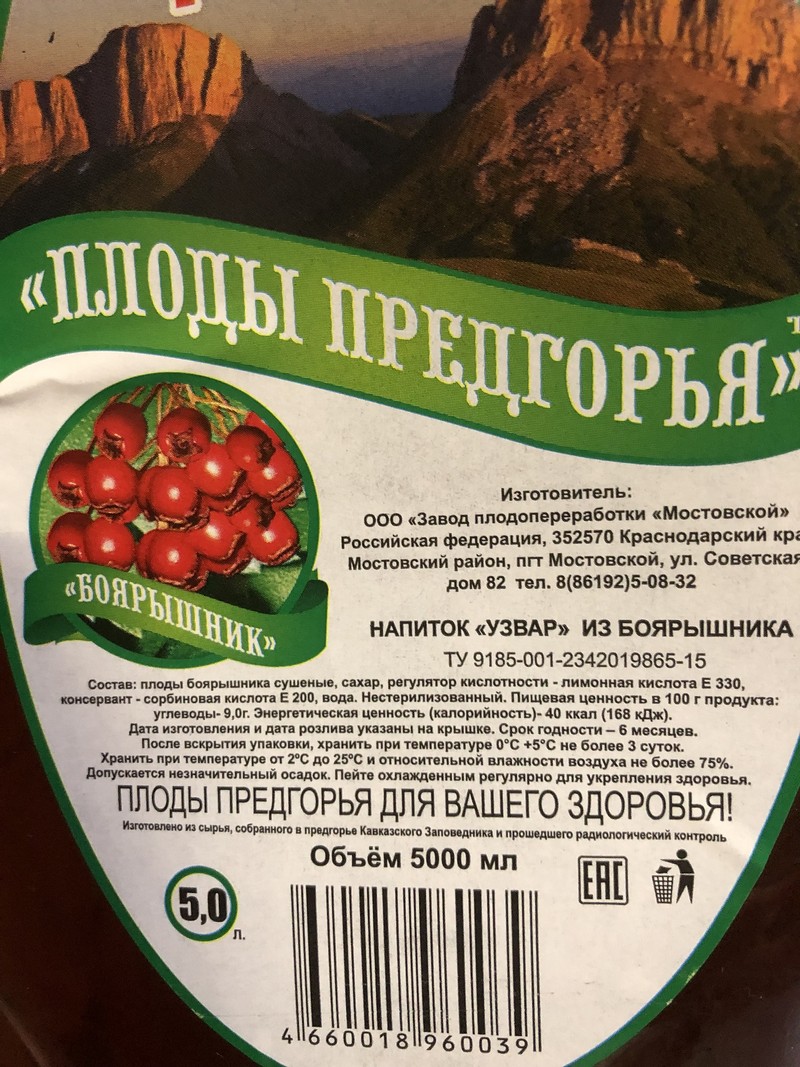 «ПЛОДЫ ПРЕДГОРЬЯ»
«БОЯРЫШНИК»
Изготовитель:
ООО «Завод плодопереработки «Мостовской»
Российская федерация, 352570 Краснодарский
Мостовский район, пгт Мостовской, ул. Советская
дом 82 тел. 8(86192)5-08-32
НАПИТОК «УЗВАР» ИЗ БОЯРЫШНИКА
ТУ 9185-001-2342019865-15
Состав: плоды боярышника сушеные, сахар, регулятор кислотности - лимонная кислота Е 330,
консервант - сорбиновая кислота Е 200, вода. Нестерилизованный. Пищевая ценность в 100 г продукта:
углеводы- 9,0г. Энергетическая ценность (калорийность)- 40 ккал (168 кДж).
Дата изготовления и дата розлива указаны на крышке. Срок годности – 6 месяцев.
После вскрытия упаковки, хранить при температуре 0°С +5°С не более 3 суток.
Хранить при температуре от 2°С до 25°С и относительной влажности воздуха не более 75%.
Допускается незначительный осадок. Пейте охлажденным регулярно для укрепления здоровья.
ПЛОДЫ ПРЕДГОРЬЯ ДЛЯ ВАШЕГО ЗДОРОВЬЯ!
Изготовлено из сырья, собранного в предгорье Кавказского Заповедника и прошедшего радиологический контроль
Объём 5000 мл
EAC
5,0
л.
4 660018 960039